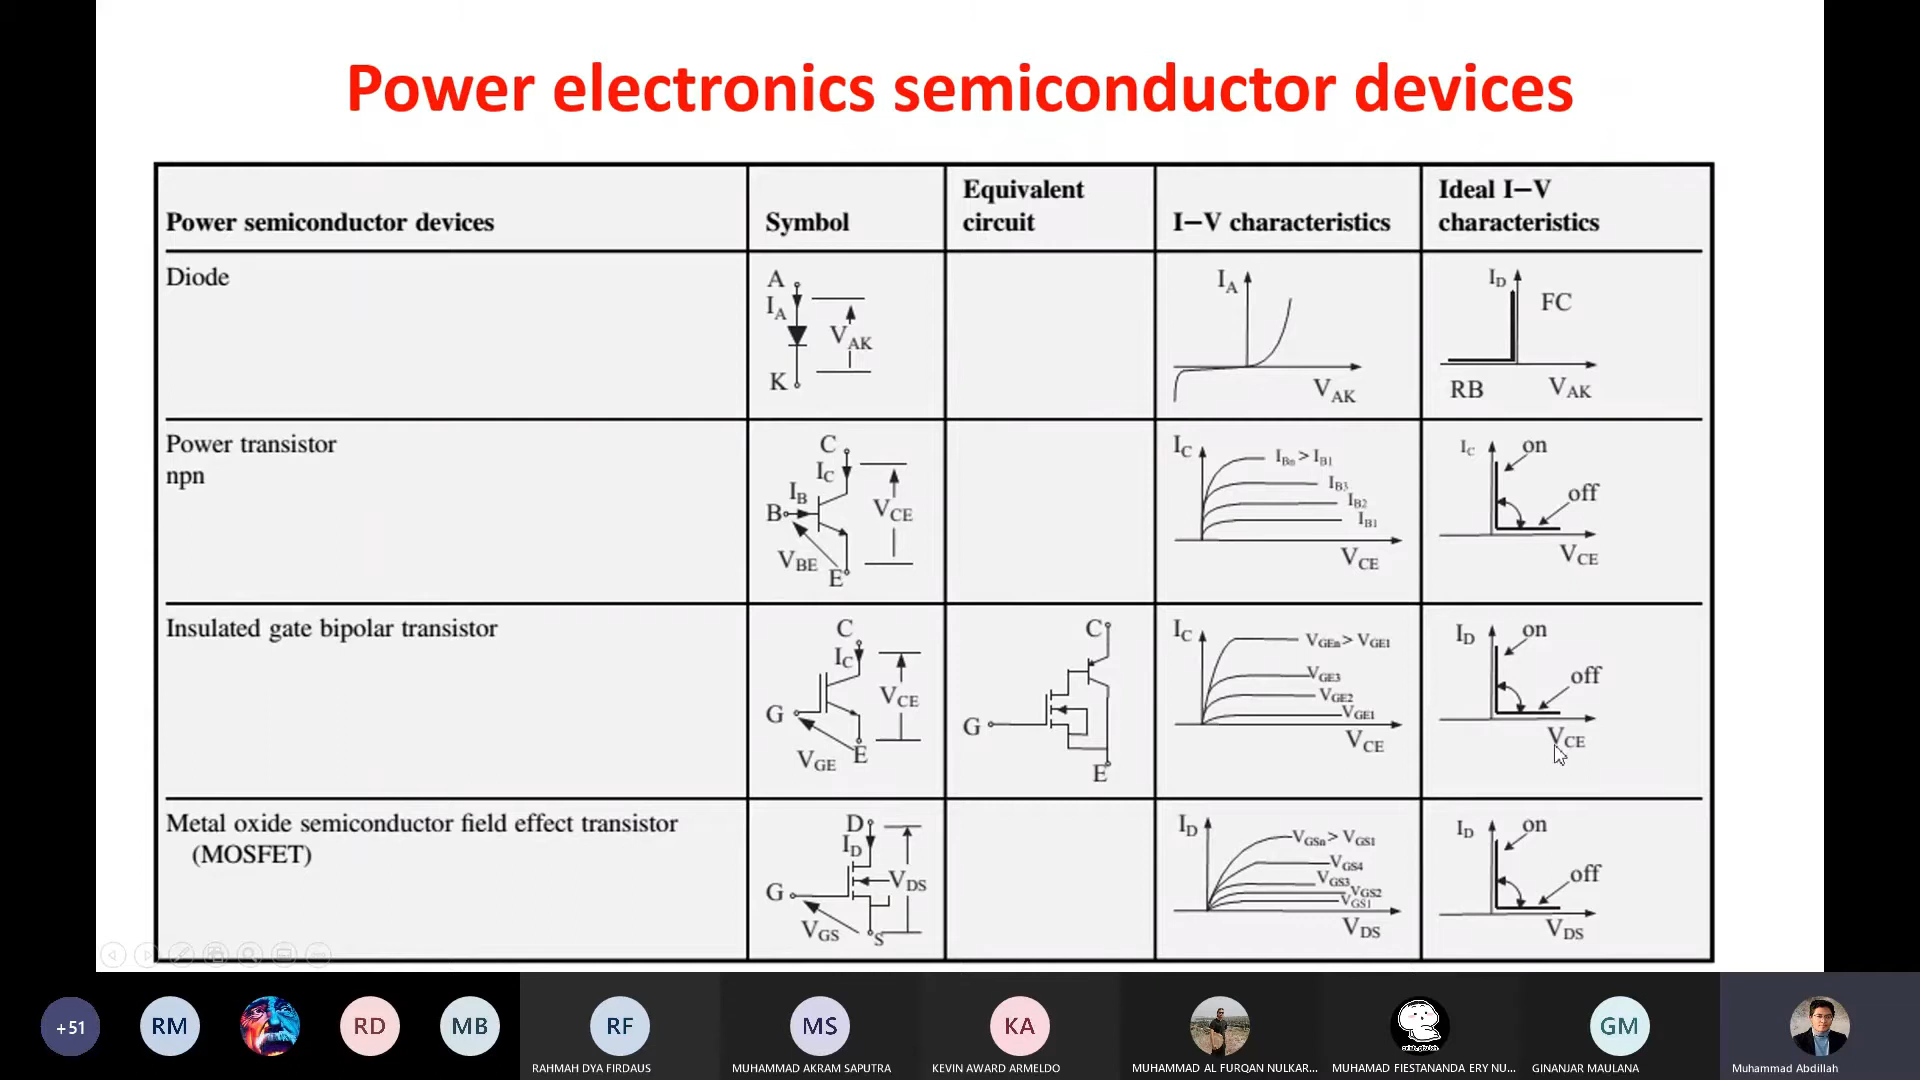 Power electronics semiconductor devices
Power semiconductor devices
Symbol
Equivalent
circuit
I−V characteristics
Ideal I−V
characteristics
Diode
A
IA
VAK
K
IA
VAK
ID
FC
RB
VAK
Power transistor
npn
C
IC
IB
B
VCE
VBE
E
IC
IBn > IB1
IB3
IB2
IB1
VCE
IC
on
off
VCE
Insulated gate bipolar transistor
C
IC
VCE
G
VGE
E
C
G
E
IC
VGEn > VGE1
VGE3
VGE2
VGE1
VCE
ID
on
off
VCE
Metal oxide semiconductor field effect transistor
(MOSFET)
D
ID
G
VDS
VGS
S
ID
VGSn > VGS1
VGS4
VGS3
VGS2
VGS1
VDS
ID
on
off
VDS
+51
RM
RD
MB
RF
MS
KA
GM
RAHMAH DYA FIRDAUS
MUHAMMAD AKRAM SAPUTRA
KEVIN AWARD ARMELDO
MUHAMMAD AL FURQAN NULKAR...
MUHAMAD FIESTANANDA ERY NU...
GINANJAR MAULANA
Muhammad Abdillah